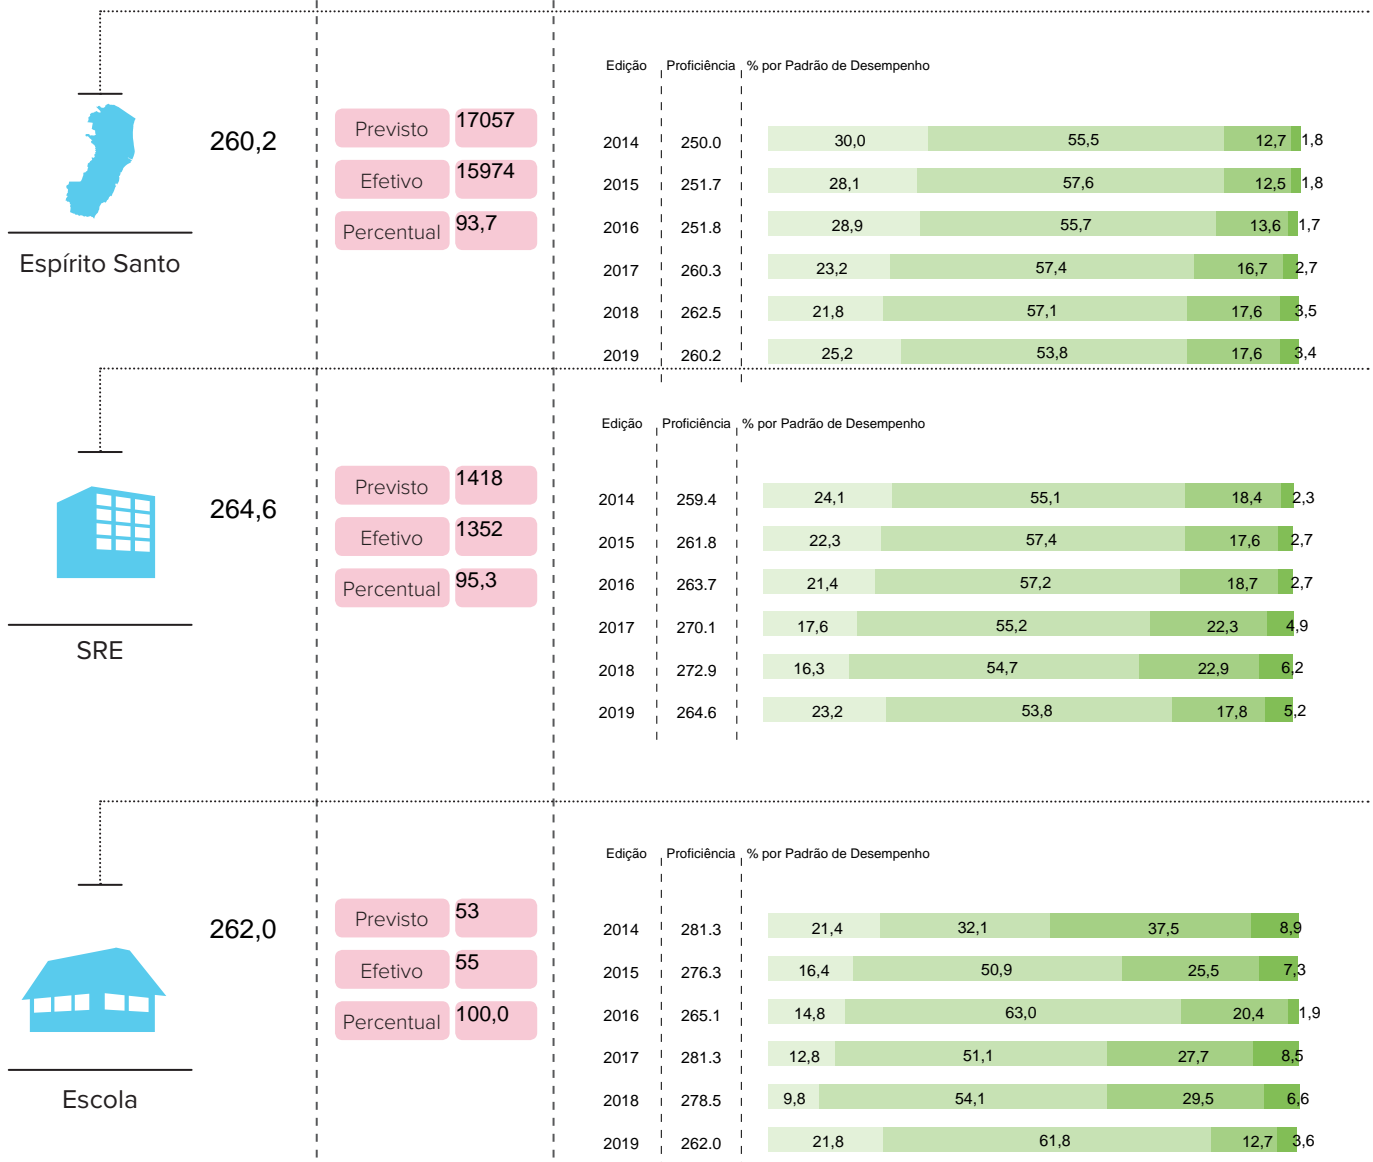 Edição Proficiência % por Padrão de Desempenho
260,2
Espírito Santo
Previsto 17057
Efetivo 15974
Percentual 93,7
2014 250.0 30,0 55,5 12,7 1,8
2015 251.7 28,1 57,6 12,5 1,8
2016 251.8 28,9 55,7 13,6 1,7
2017 260.3 23,2 57,4 16,7 2,7
2018 262.5 21,8 57,1 17,6 3,5
2019 260.2 25,2 53,8 17,6 3,4
Edição Proficiência % por Padrão de Desempenho
264,6
SRE
Previsto 1418
Efetivo 1352
Percentual 95,3
2014 259.4 24,1 55,1 18,4 2,3
2015 261.8 22,3 57,4 17,6 2,7
2016 263.7 21,4 57,2 18,7 2,7
2017 270.1 17,6 55,2 22,3 4,9
2018 272.9 16,3 54,7 22,9 6,2
2019 264.6 23,2 53,8 17,8 5,2
Edição Proficiência % por Padrão de Desempenho
262,0
Escola
Previsto 53
Efetivo 55
Percentual 100,0
2014 281.3 21,4 32,1 37,5 8,9
2015 276.3 16,4 50,9 25,5 7,3
2016 265.1 14,8 63,0 20,4 1,9
2017 281.3 12,8 51,1 27,7 8,5
2018 278.5 9,8 54,1 29,5 6,6
2019 262.0 21,8 61,8 12,7 3,6